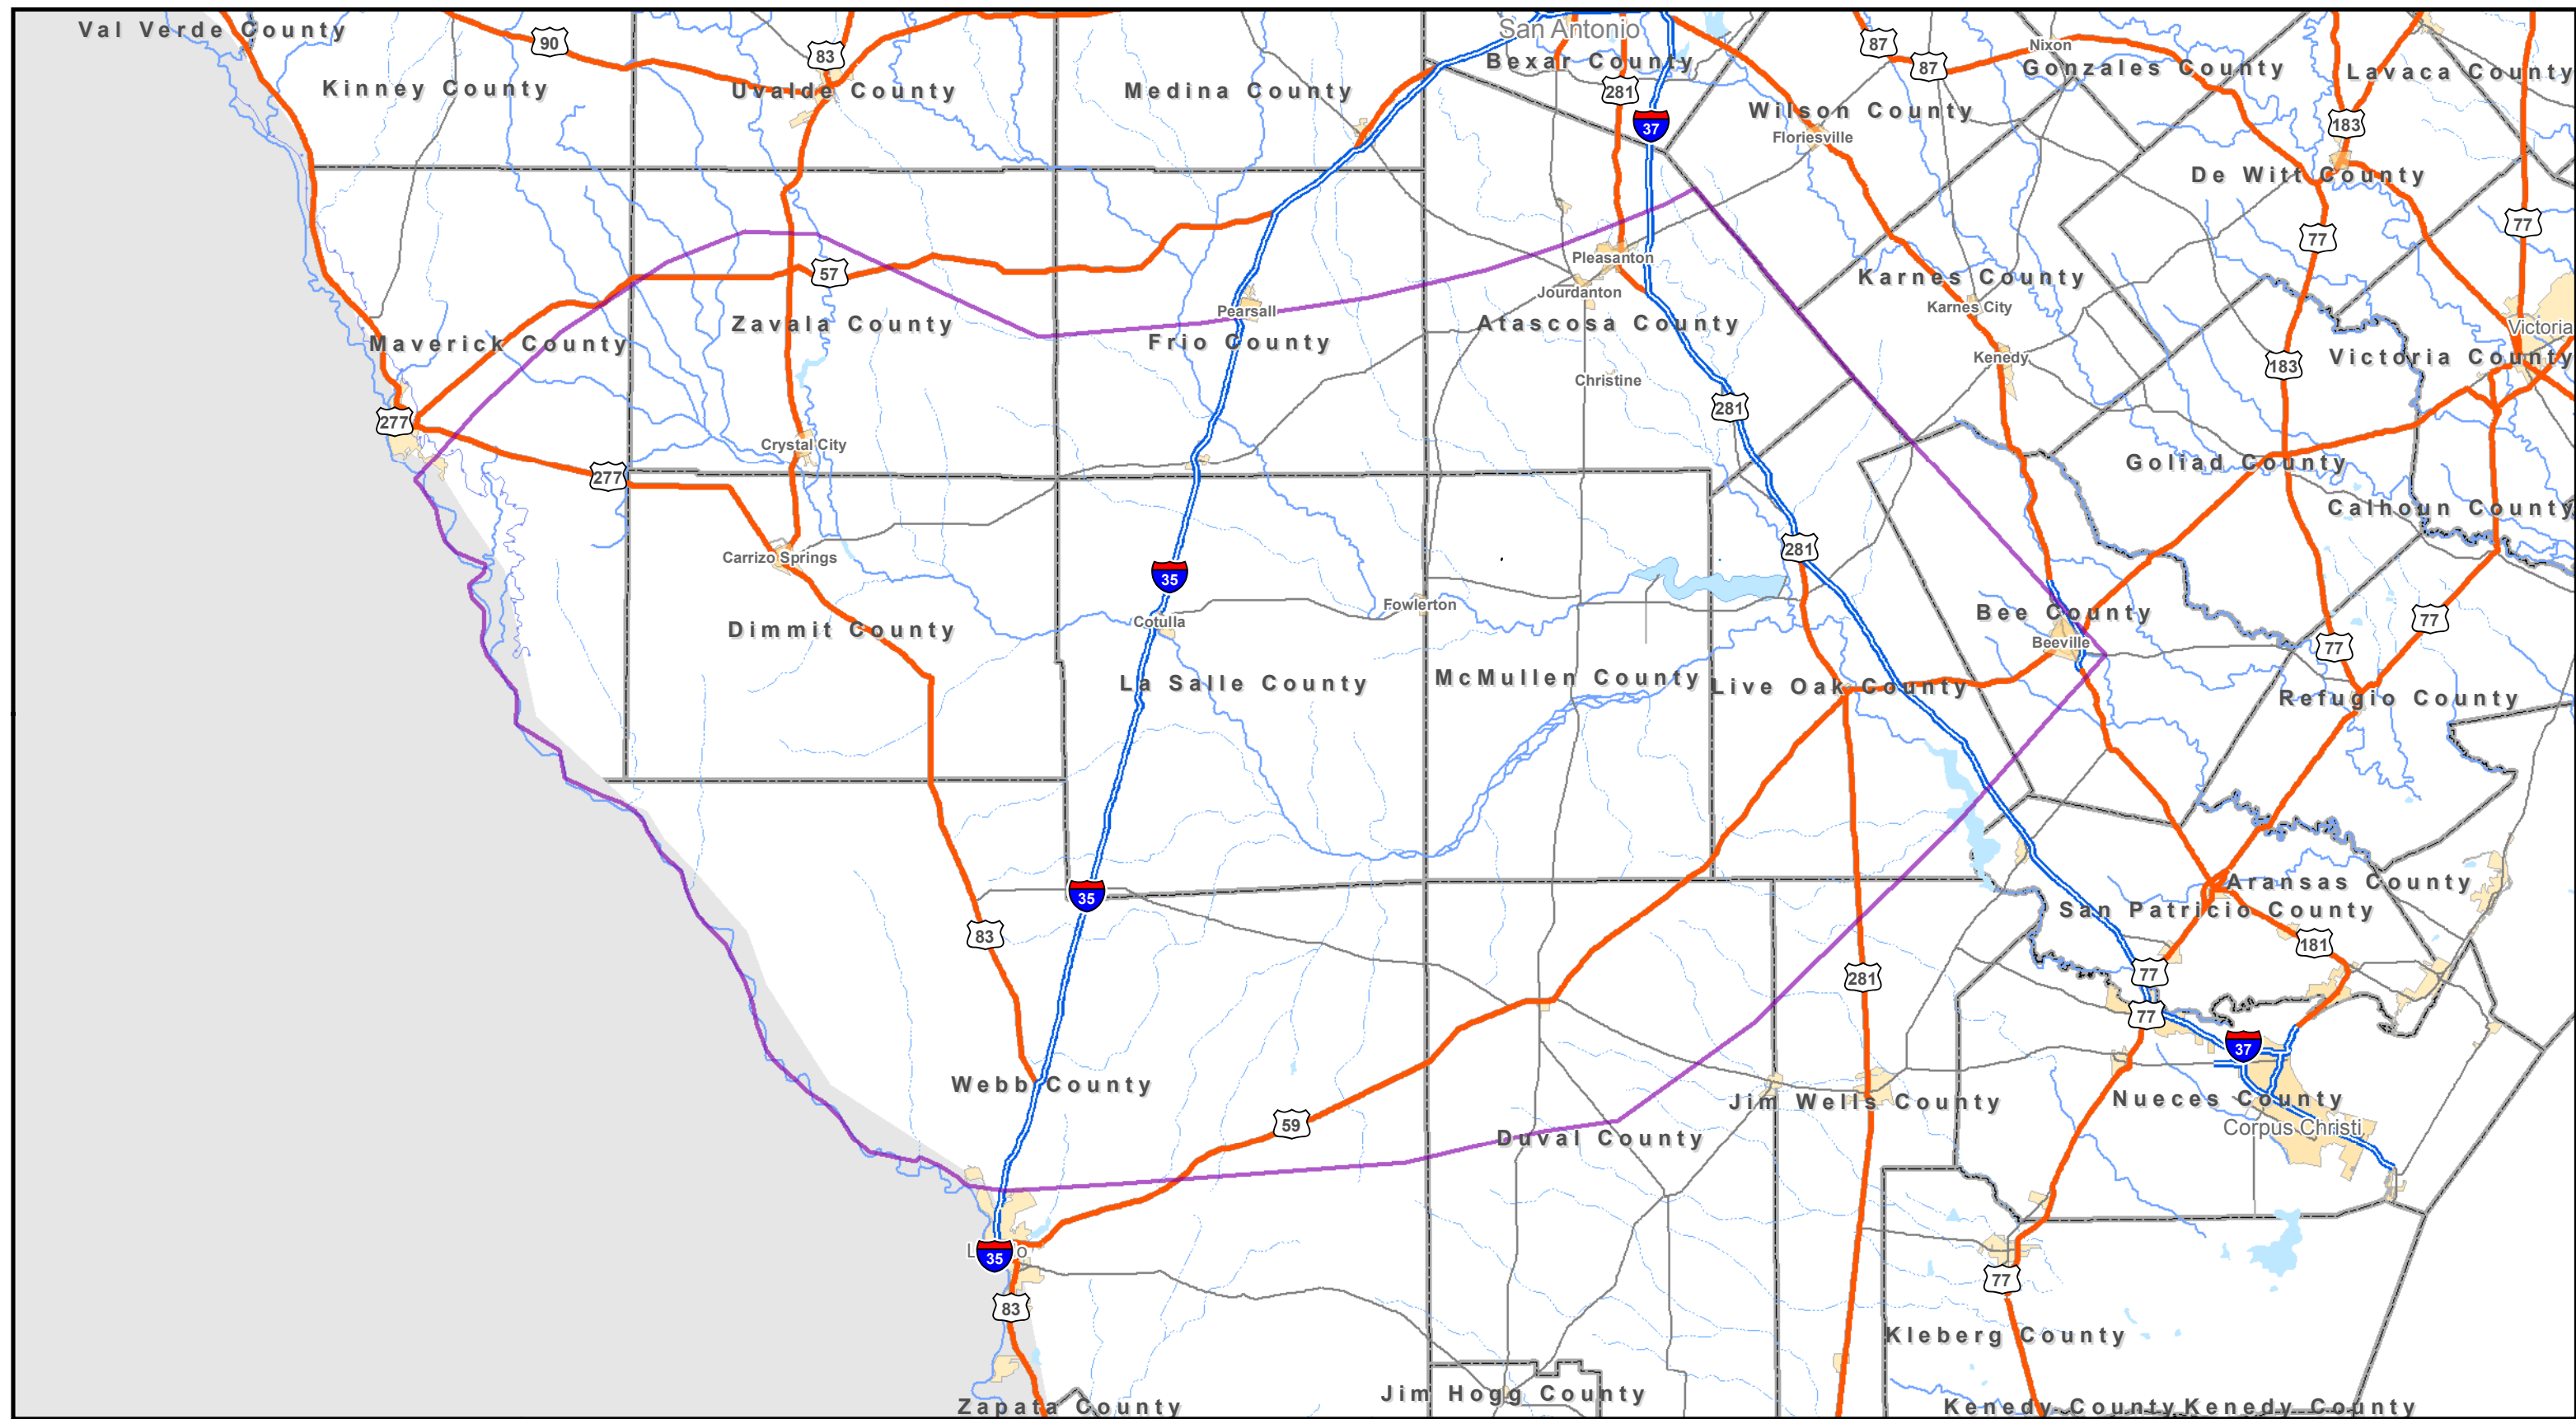 San Antonio
Val Verde County
90
83
87
Nixon
87
Gonzales County
Lavaca County
Bexar County
Kinney County
Uvalde County
Medina County
281
37
Wilson County
Floriesville
183
De Witt County
77
77
57
Pleasanton
Karnes County
Jourdanton
Karnes City
Pearsall
Zavala County
Atascosa County
Victoria
Maverick County
Frio County
Kenedy
183
Victoria County
Christine
281
277
Crystal City
277
Goliad County
Calhoun County
281
Carrizo Springs
35
Fowlerton
Bee County
77
Cotulla
Dimmit County
Beeville
77
La Salle County
McMullen County
Live Oak County
Refugio County
35
Aransas County
San Patricio County
83
181
77
281
77
37
Webb County
Jim Wells County
Nueces County
59
Duval County
Corpus Christi
35
77
83
Kleberg County
Jim Hogg County
Zapata County
Kenedy County
Kenedy County